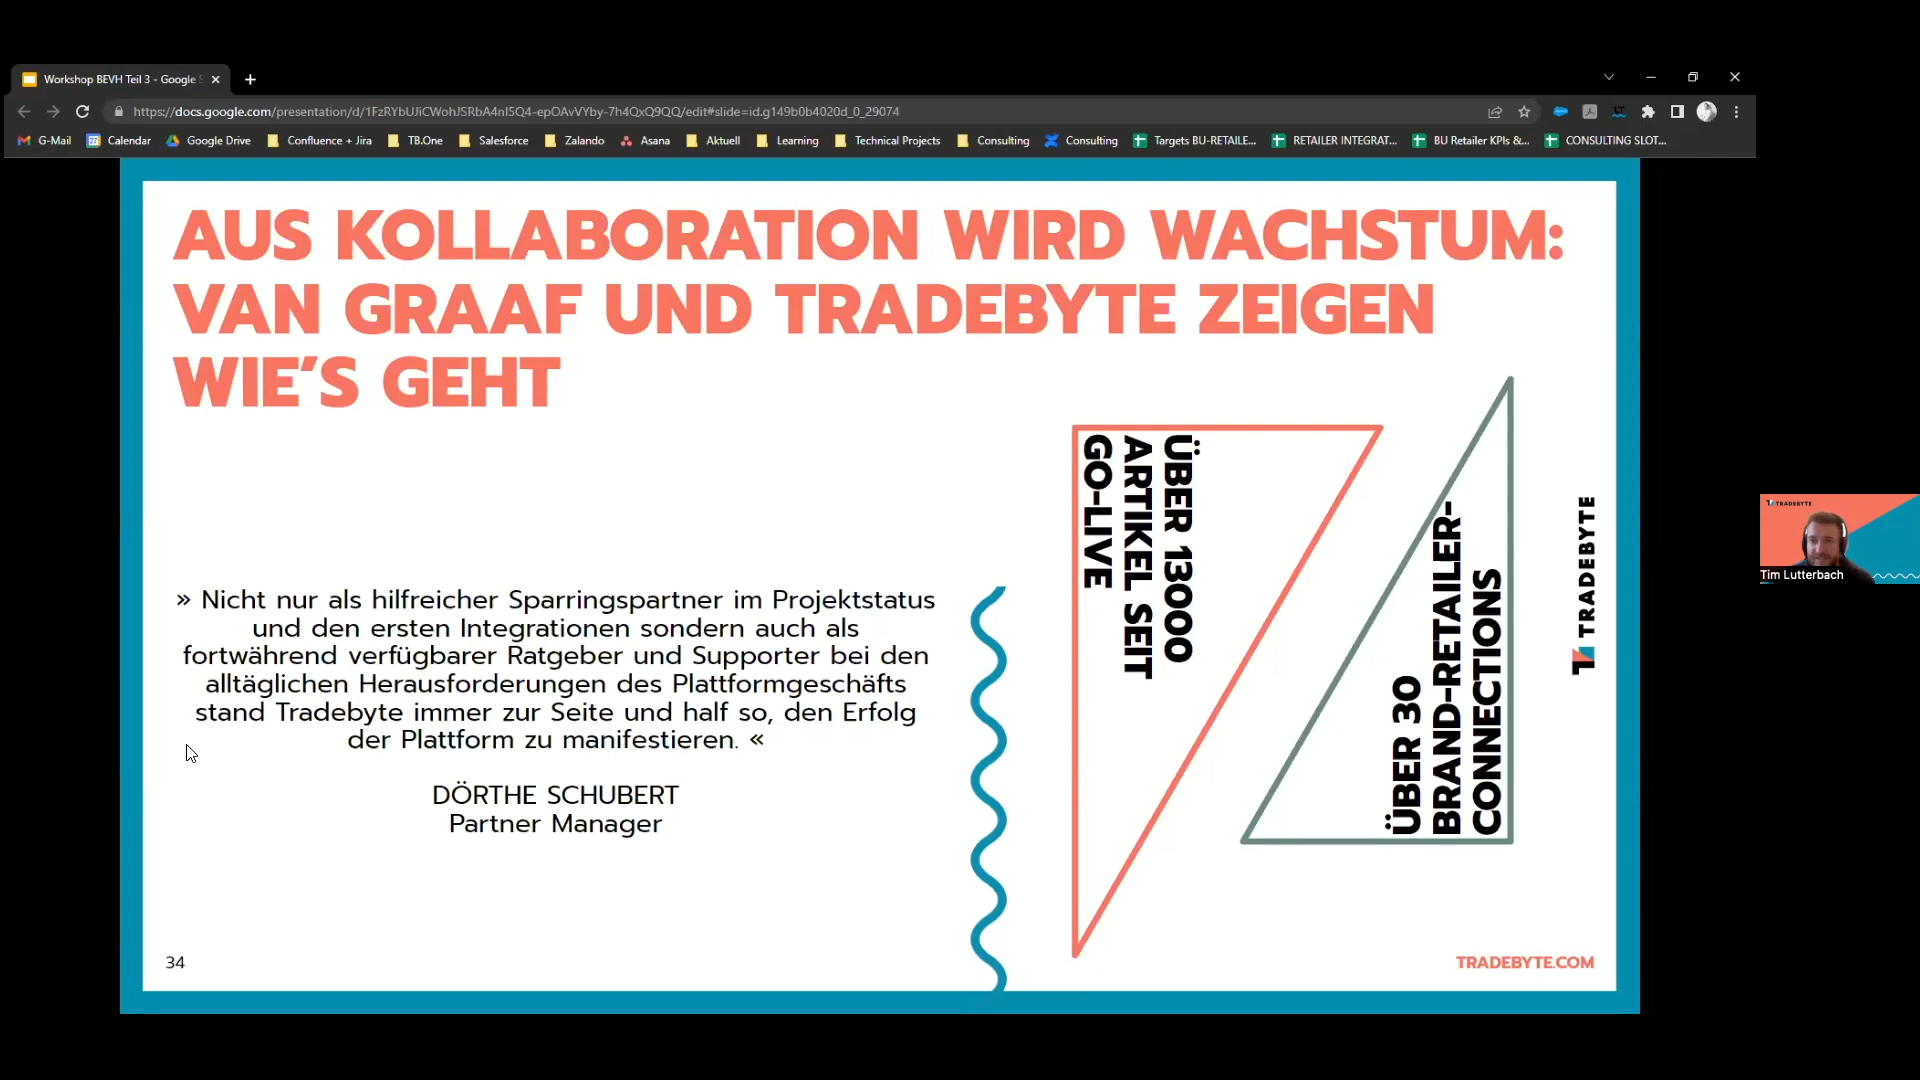 Workshop BEVH Teil 3 - Google S
https://docs.google.com/presentation/d/1FzRYbUJiCWohJSRbA4nI5Q4-epOAvVYby-7h4QxQ9QQ/edit#slide=id.g149b0b4020d_0_29074
G-Mail Calendar Google Drive Confluence + Jira TB.One Salesforce Zalando Asana Aktuell Learning Technical Projects Consulting Consulting Targets BU-RETAILE... RETAILER INTEGRAT... BU Retailer KPIs &... CONSULTING SLOT...
AUS KOLLABORATION WIRD WACHSTUM:
VAN GRAAF UND TRADEBYTE ZEIGEN
WIE'S GEHT
» Nicht nur als hilfreicher Sparringspartner im Projektstatus
und den ersten Integrationen sondern auch als
fortwährend verfügbarer Ratgeber und Supporter bei den
alltäglichen Herausforderungen des Plattformgeschäfts
stand Tradebyte immer zur Seite und half so, den Erfolg
der Plattform zu manifestieren. «
DÖRTHE SCHUBERT
Partner Manager
ÜBER 13000
ARTIKEL SEIT
GO-LIVE
ÜBER 30
BRAND-RETAILER-
CONNECTIONS
TRADEBYTE
34
TRADEBYTE.COM
TRADEBYTE
Tim Lutterbach